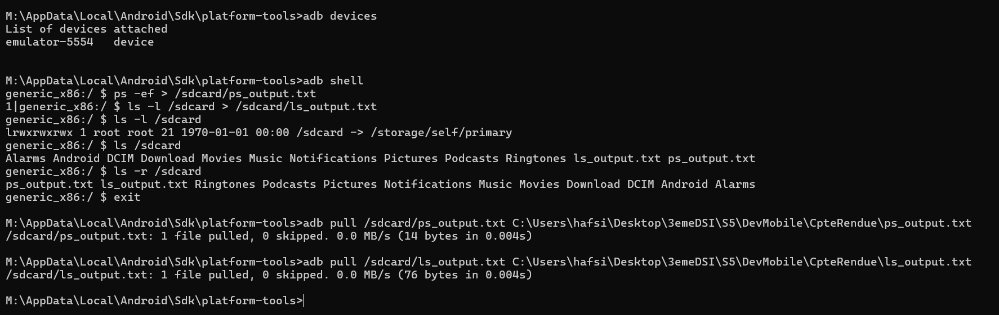 M:\AppData\Local\Android\Sdk\platform-tools>adb devices
List of devices attached
emulator-5554   device
M:\AppData\Local\Android\Sdk\platform-tools>adb shell
generic_x86:/ $ ps -ef > /sdcard/ps_output.txt
1|generic_x86:/ $ ls -l /sdcard > /sdcard/ls_output.txt
generic_x86:/ $ ls -l /sdcard
lrwxrwxrwx 1 root root 21 1970-01-01 00:00 /sdcard -> /storage/self/primary
generic_x86:/ $ ls /sdcard
Alarms Android DCIM Download Movies Music Notifications Pictures Podcasts Ringtones ls_output.txt ps_output.txt
generic_x86:/ $ ls -r /sdcard
ps_output.txt ls_output.txt Ringtones Podcasts Pictures Notifications Music Movies Download DCIM Android Alarms
generic_x86:/ $ exit
M:\AppData\Local\Android\Sdk\platform-tools>adb pull /sdcard/ps_output.txt C:\Users\hafsi\Desktop\3emeDSI\S5\DevMobile\CpteRendue\ps_output.txt
/sdcard/ps_output.txt: 1 file pulled, 0 skipped. 0.0 MB/s (14 bytes in 0.004s)
M:\AppData\Local\Android\Sdk\platform-tools>adb pull /sdcard/ls_output.txt C:\Users\hafsi\Desktop\3emeDSI\S5\DevMobile\CpteRendue\ls_output.txt
/sdcard/ls_output.txt: 1 file pulled, 0 skipped. 0.0 MB/s (76 bytes in 0.004s)
M:\AppData\Local\Android\Sdk\platform-tools>